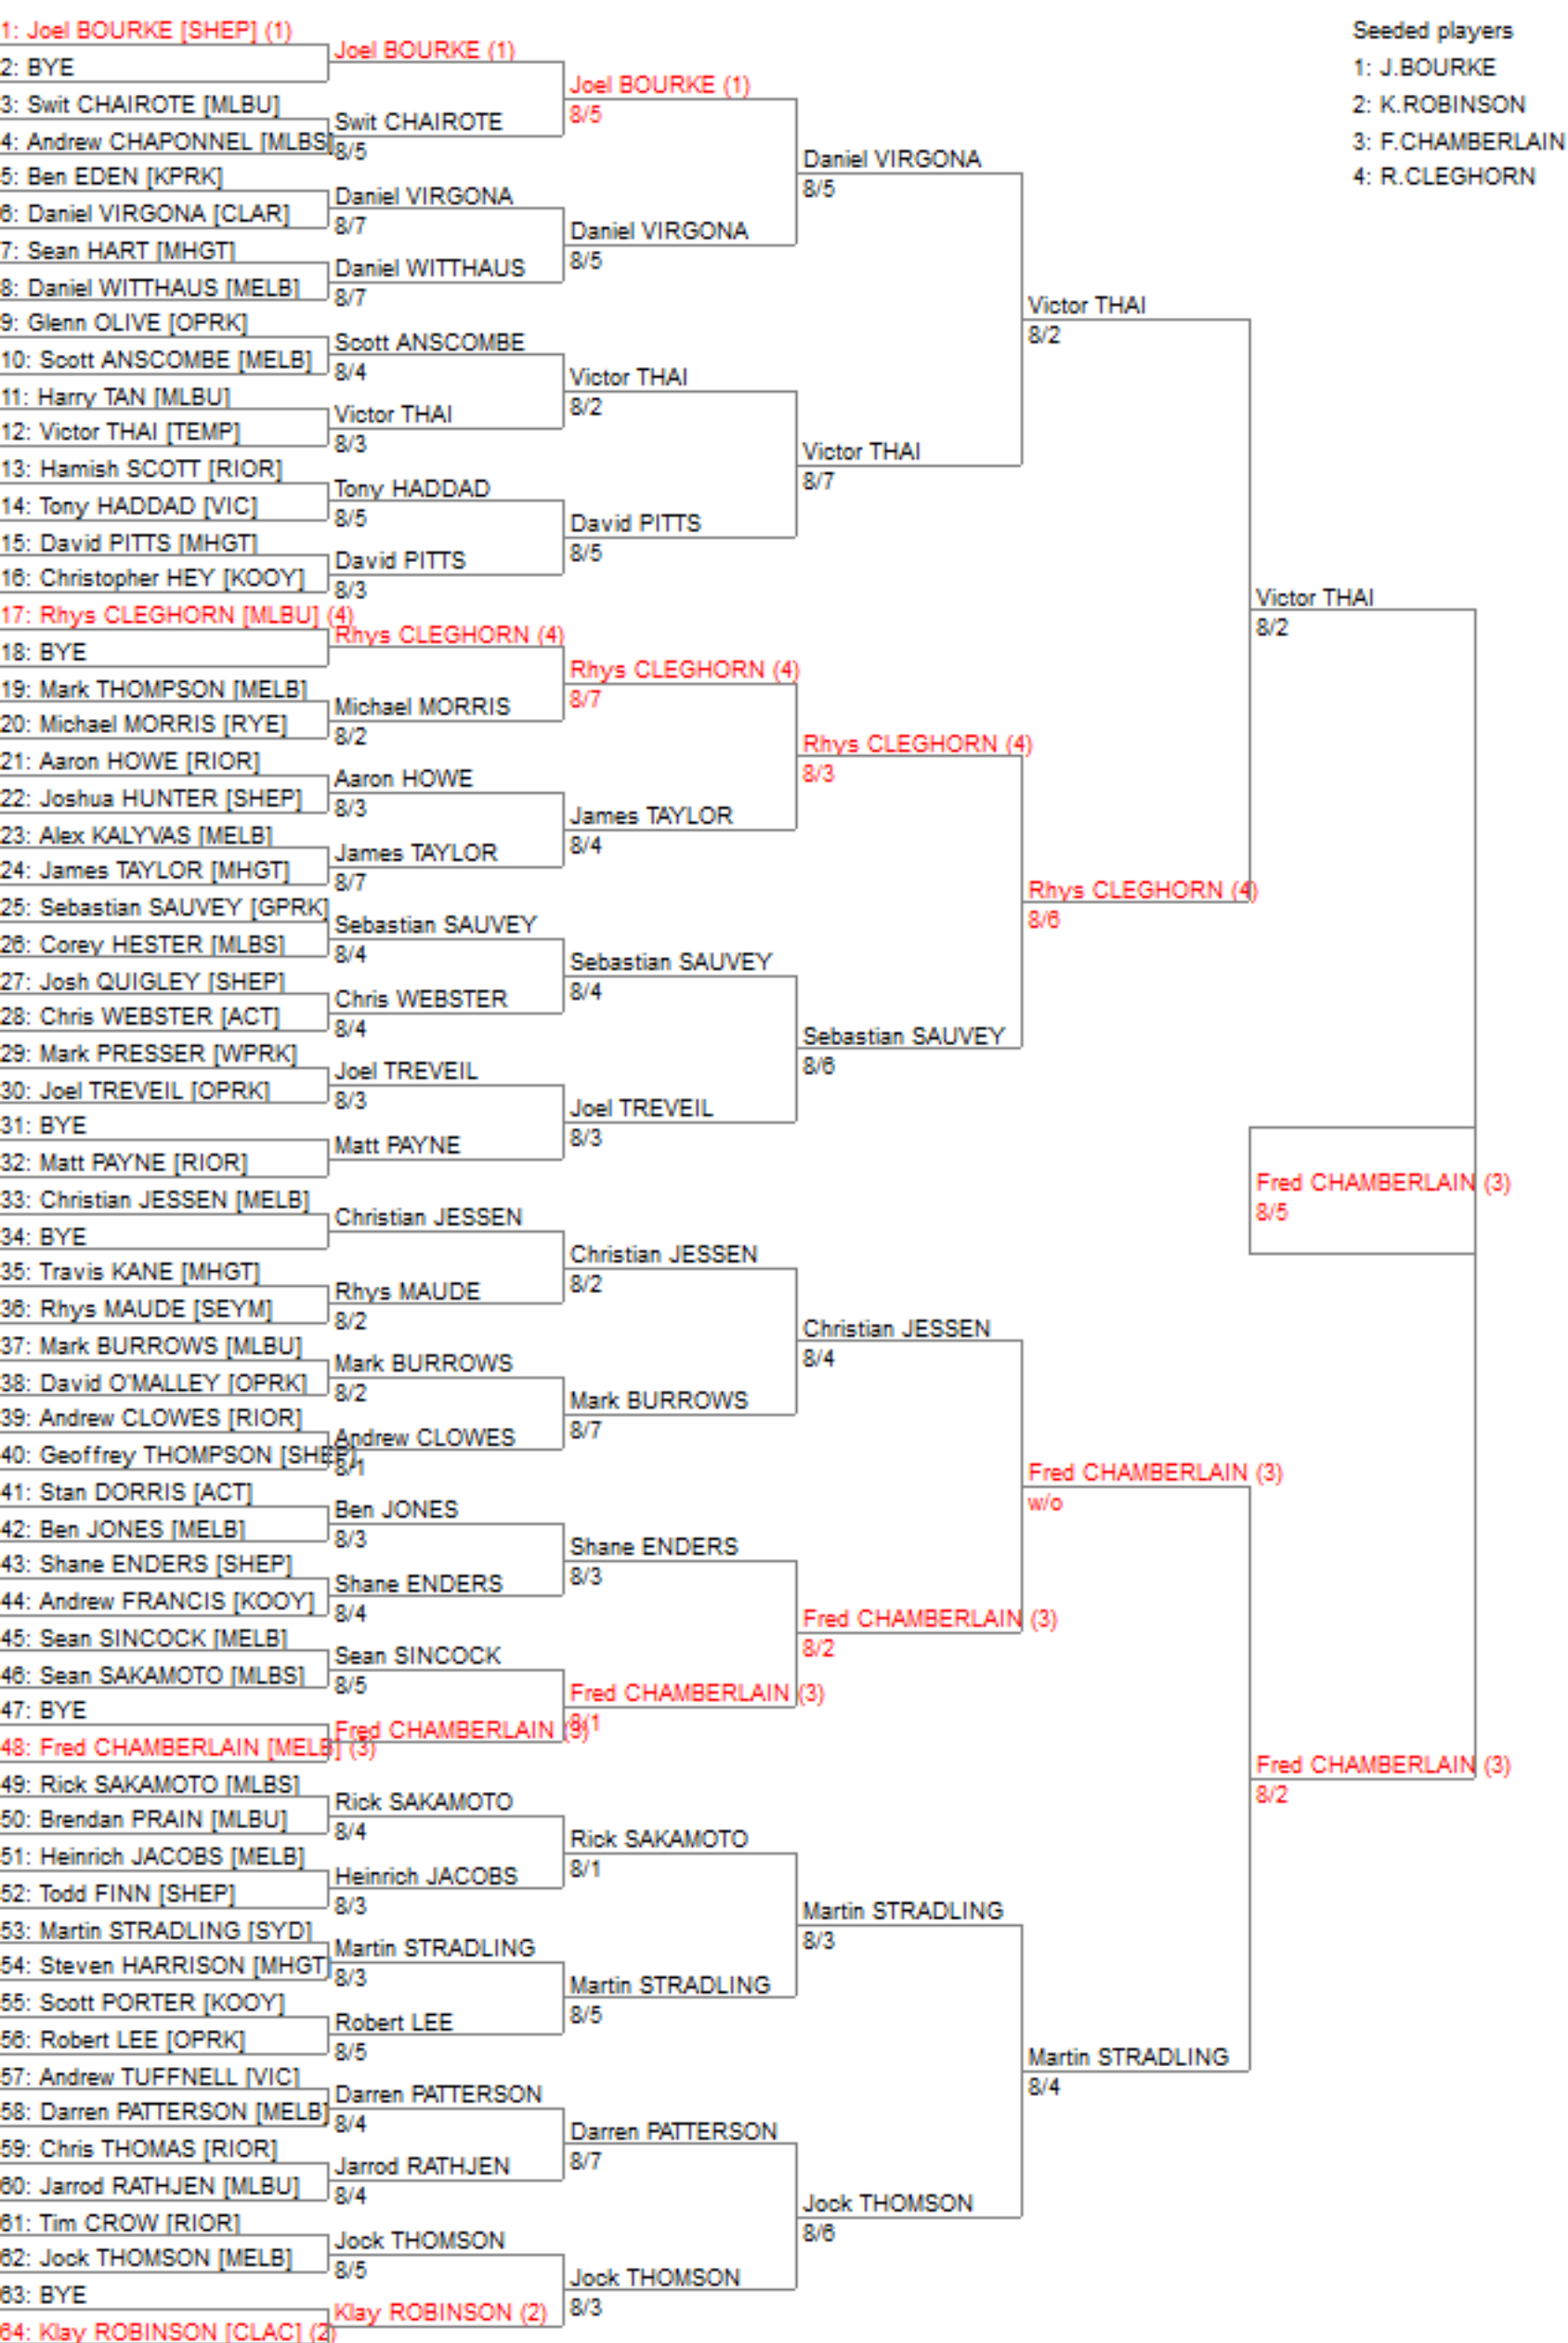 1: Joel BOURKE [SHEP] (1)
2: BYE
3: Swit CHAIROTE [MLBU]
4: Andrew CHAPONNEL [MLBS]
5: Ben EDEN [KPRK]
6: Daniel VIRGONA [CLAR]
7: Sean HART [MHGT]
8: Daniel WITTHAUS [MELB]
9: Glenn OLIVE [OPRK]
10: Scott ANSCOMBE [MELB]
11: Harry TAN [MLBU]
12: Victor THAI [TEMP]
13: Hamish SCOTT [RIOR]
14: Tony HADDAD [VIC]
15: David PITTS [MHGT]
16: Christopher HEY [KOOY]
17: Rhys CLEGHORN [MLBU] (4)
18: BYE
19: Mark THOMPSON [MELB]
20: Michael MORRIS [RYE]
21: Aaron HOWE [RIOR]
22: Joshua HUNTER [SHEP]
23: Alex KALYVAS [MELB]
24: James TAYLOR [MHGT]
25: Sebastian SAUVEY [GPRK]
26: Corey HESTER [MLBS]
27: Josh QUIGLEY [SHEP]
28: Chris WEBSTER [ACT]
29: Mark PRESSER [WPRK]
30: Joel TREVEIL [OPRK]
31: BYE
32: Matt PAYNE [RIOR]
33: Christian JESSEN [MELB]
34: BYE
35: Travis KANE [MHGT]
36: Rhys MAUDE [SEYM]
37: Mark BURROWS [MLBU]
38: David O'MALLEY [OPRK]
39: Andrew CLOWES [RIOR]
40: Geoffrey THOMPSON [SHEP]
41: Stan DORRIS [ACT]
42: Ben JONES [MELB]
43: Shane ENDERS [SHEP]
44: Andrew FRANCIS [KOOY]
45: Sean SINCOCK [MELB]
46: Sean SAKAMOTO [MLBS]
47: BYE
48: Fred CHAMBERLAIN [MELB] (3)
49: Rick SAKAMOTO [MLBS]
50: Brendan PRAIN [MLBU]
51: Heinrich JACOBS [MELB]
52: Todd FINN [SHEP]
53: Martin STRADLING [SYD]
54: Steven HARRISON [MHGT]
55: Scott PORTER [KOOY]
56: Robert LEE [OPRK]
57: Andrew TUFFNELL [VIC]
58: Darren PATTERSON [MELB]
59: Chris THOMAS [RIOR]
60: Jarrod RATHJEN [MLBU]
61: Tim CROW [RIOR]
62: Jock THOMSON [MELB]
63: BYE
64: Klay ROBINSON [CLAC] (2)
Joel BOURKE (1)
Swit CHAIROTE
8/5
Daniel VIRGONA
8/7
Daniel WITTHAUS
8/7
Scott ANSCOMBE
8/4
Victor THAI
8/3
Tony HADDAD
8/5
David PITTS
8/3
Rhys CLEGHORN (4)
Michael MORRIS
8/2
Aaron HOWE
8/3
James TAYLOR
8/7
Sebastian SAUVEY
8/4
Chris WEBSTER
8/4
Joel TREVEIL
8/3
Matt PAYNE
Christian JESSEN
Rhys MAUDE
8/2
Mark BURROWS
8/2
Andrew CLOWES
8/1
Ben JONES
8/3
Shane ENDERS
8/4
Sean SINCOCK
8/5
Fred CHAMBERLAIN (3)
Rick SAKAMOTO
8/4
Heinrich JACOBS
8/3
Martin STRADLING
8/3
Robert LEE
8/5
Darren PATTERSON
8/4
Jarrod RATHJEN
8/4
Jock THOMSON
8/5
Klay ROBINSON (2)
Joel BOURKE (1)
8/5
Daniel VIRGONA
8/5
Victor THAI
8/2
David PITTS
8/5
Rhys CLEGHORN (4)
8/7
James TAYLOR
8/4
Sebastian SAUVEY
8/4
Joel TREVEIL
8/3
Christian JESSEN
8/2
Mark BURROWS
8/7
Shane ENDERS
8/3
Fred CHAMBERLAIN (3)
8/1
Rick SAKAMOTO
8/1
Martin STRADLING
8/5
Darren PATTERSON
8/7
Jock THOMSON
8/3
Daniel VIRGONA
8/5
Victor THAI
8/7
Rhys CLEGHORN (4)
8/3
Sebastian SAUVEY
8/6
Christian JESSEN
8/4
Fred CHAMBERLAIN (3)
8/2
Martin STRADLING
8/3
Jock THOMSON
8/6
Victor THAI
8/2
Rhys CLEGHORN (4)
8/6
Fred CHAMBERLAIN (3)
w/o
Martin STRADLING
8/4
Victor THAI
8/2
Fred CHAMBERLAIN (3)
8/5
Fred CHAMBERLAIN (3)
8/2
Seeded players
1: J.BOURKE
2: K.ROBINSON
3: F.CHAMBERLAIN
4: R.CLEGHORN